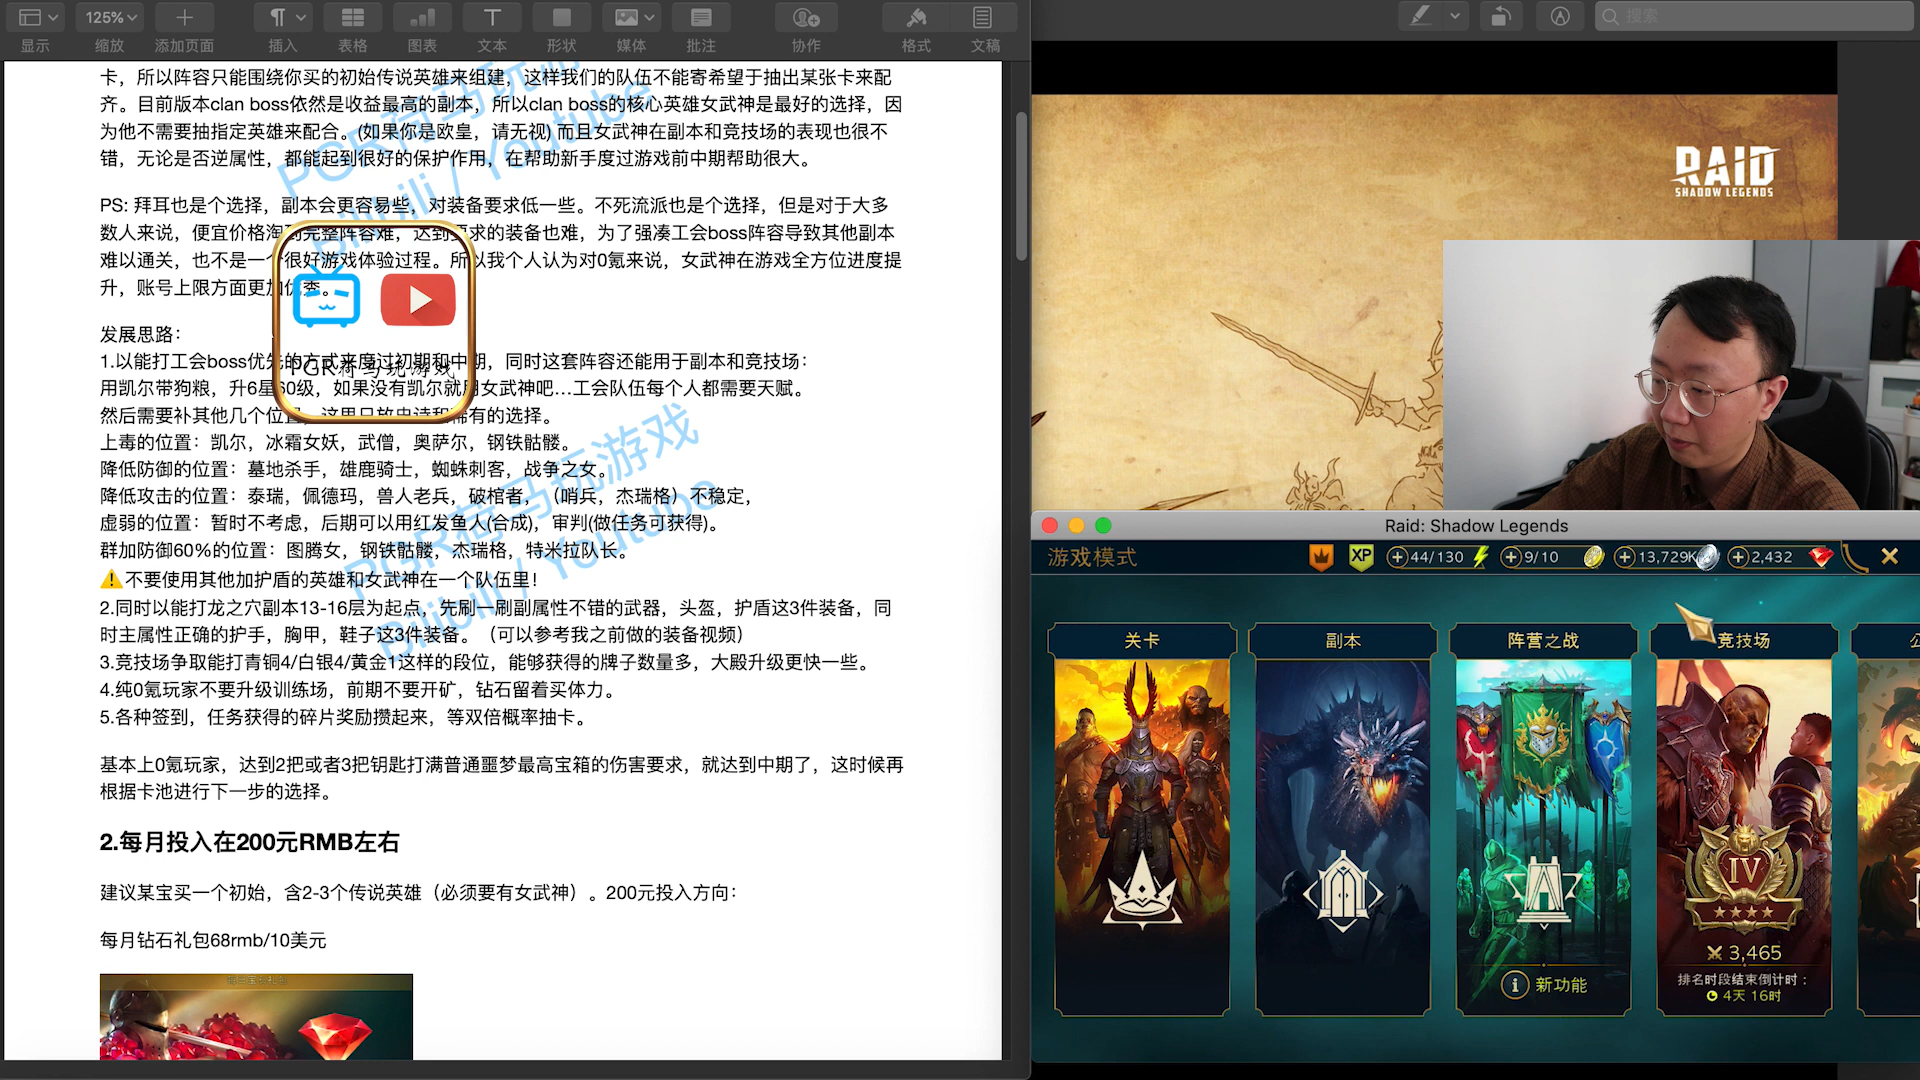 125%
显示
缩放
添加页面
插入
表格
图表
文本
形状
媒体
批注
协作
格式
文稿
搜索
卡，所以阵容只能围绕你买的初始传说英雄来组建，这样我们的队伍不能寄希望于抽出某张卡来配
齐。目前版本clan boss依然是收益最高的副本，所以clan boss的核心英雄女武神是最好的选择，因
为他不需要抽指定英雄来配合。(如果你是欧皇，请无视) 而且女武神在副本和竞技场的表现也很不
错，无论是否逆属性，都能起到很好的保护作用，在帮助新手度过游戏前中期帮助很大。
PS: 拜耳也是个选择，副本会更容易些，对装备要求低一些。不死流派也是个选择，但是对于大多
数人来说，便宜价格淘到完整阵容难，达到要求的装备也难，为了强凑工会boss阵容导致其他副本
难以通关，也不是一个很好游戏体验过程。所以我个人认为对0氪来说，女武神在游戏全方位进度提
升，账号上限方面更加优秀。
发展思路：
1.以能打工会boss优先的方式来度过初期和中期，同时这套阵容还能用于副本和竞技场：
用凯尔带狗粮，升6星60级，如果没有凯尔就用女武神吧...工会队伍每个人都需要天赋。
然后需要补其他几个位置，这里只放史诗和稀有的选择。
上毒的位置：凯尔，冰霜女妖，武僧，奥萨尔，钢铁骷髅。
降低防御的位置：墓地杀手，雄鹿骑士，蜘蛛刺客，战争之女。
降低攻击的位置：泰瑞，佩德玛，兽人老兵，破棺者，（哨兵，杰瑞格）不稳定，
虚弱的位置：暂时不考虑，后期可以用红发鱼人(合成)，审判(做任务可获得)。
群加防御60%的位置：图腾女，钢铁骷髅，杰瑞格，特米拉队长。
⚠️不要使用其他加护盾的英雄和女武神在一个队伍里！
2.同时以能打龙之穴副本13-16层为起点，先刷一刷副属性不错的武器，头盔，护盾这3件装备，同
时主属性正确的护手，胸甲，鞋子这3件装备。（可以参考我之前做的装备视频）
3.竞技场争取能打青铜4/白银4/黄金1这样的段位，能够获得的牌子数量多，大殿升级更快一些。
4.纯0氪玩家不要升级训练场，前期不要开矿，钻石留着买体力。
5.各种签到，任务获得的碎片奖励攒起来，等双倍概率抽卡。
基本上0氪玩家，达到2把或者3把钥匙打满普通噩梦最高宝箱的伤害要求，就达到中期了，这时候再
根据卡池进行下一步的选择。
2.每月投入在200元RMB左右
建议某宝买一个初始，含2-3个传说英雄（必须要有女武神）。200元投入方向：
每月钻石礼包68rmb/10美元
PGR荷马玩游戏
Bilibili / Youtube
PGR荷马玩游戏
PGR荷马玩游戏
Bilibili / Youtube
RAID
SHADOW LEGENDS
Raid: Shadow Legends
游戏模式
XP
44/130
9/10
13,729K
2,432
关卡
副本
阵营之战
竞技场
IV
新功能
3,465
排名时段结束倒计时：
4天 16时